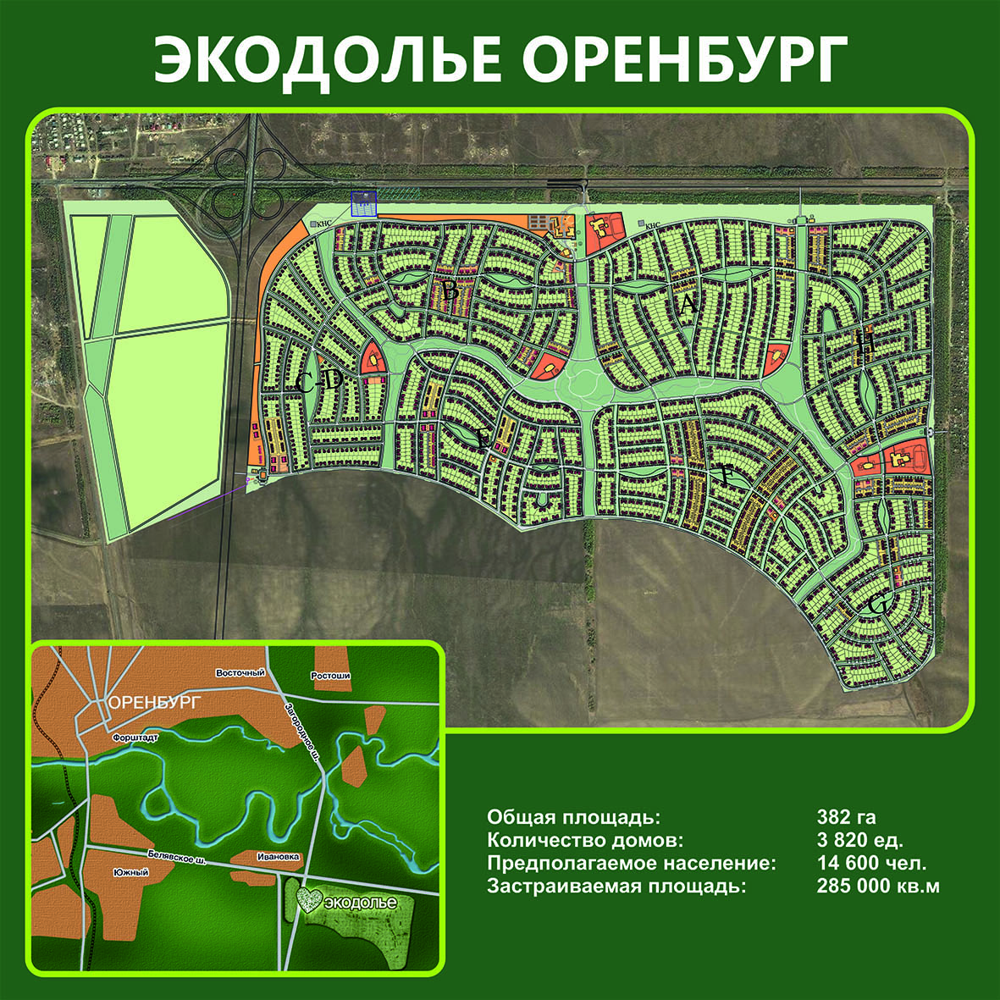 ЭКОДОЛЬЕ ОРЕНБУРГ
КНС
КНС
B
A
H
C-D
E
F
G
Восточный
Ростоши
ОРЕНБУРГ
Загородное ш.
Форштадт
Белявское ш.
Ивановка
Южный
экодолье
Общая площадь: 382 га
Количество домов: 3 820 ед.
Предполагаемое население: 14 600 чел.
Застраиваемая площадь: 285 000 кв.м